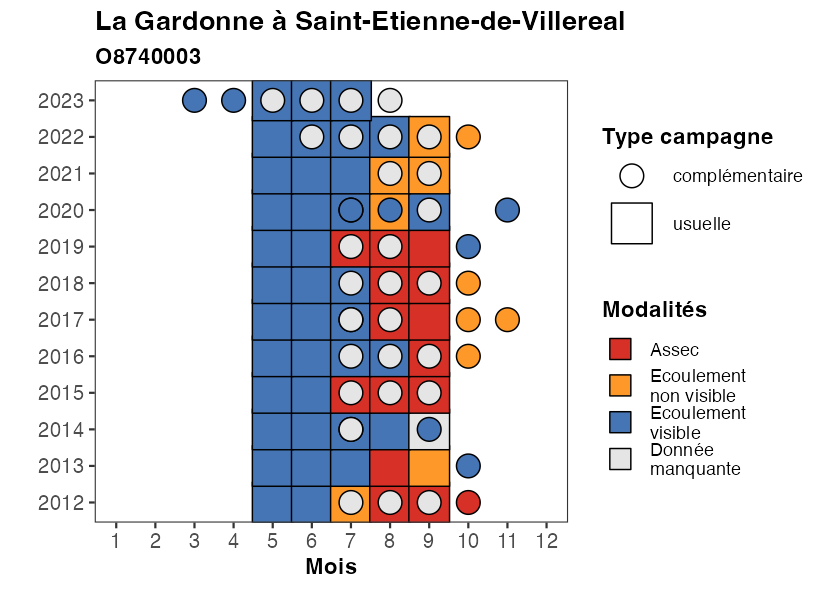 La Gardonne à Saint-Etienne-de-Villereal
O8740003
2023
2022
2021
2020
2019
2018
2017
2016
2015
2014
2013
2012
1 2 3 4 5 6 7 8 9 10 11 12
Mois
Type campagne
complémentaire
usuelle
Modalités
Assec
Ecoulement
non visible
Ecoulement
visible
Donnée
manquante